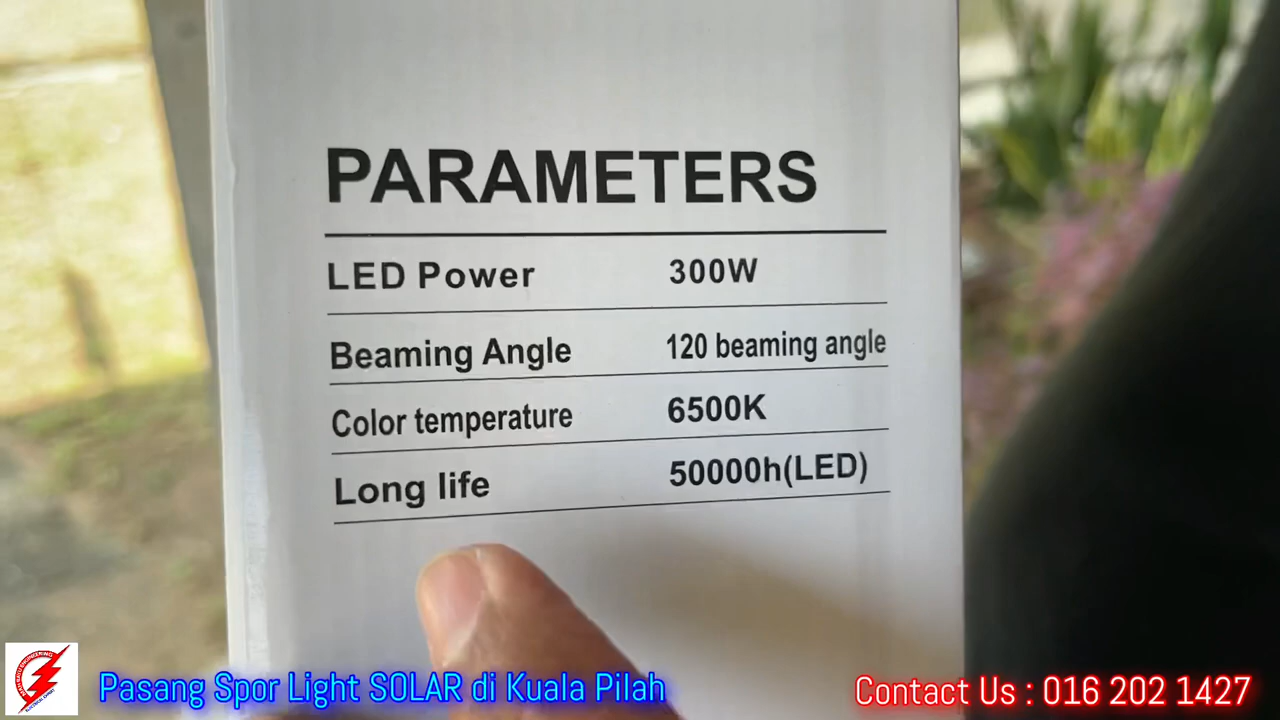 PARAMETERS
LED Power 300W
Beaming Angle 120 beaming angle
Color temperature 6500K
Long life 50000h(LED)
Pasang Spor Light SOLAR di Kuala Pilah
Contact Us : 016 202 1427